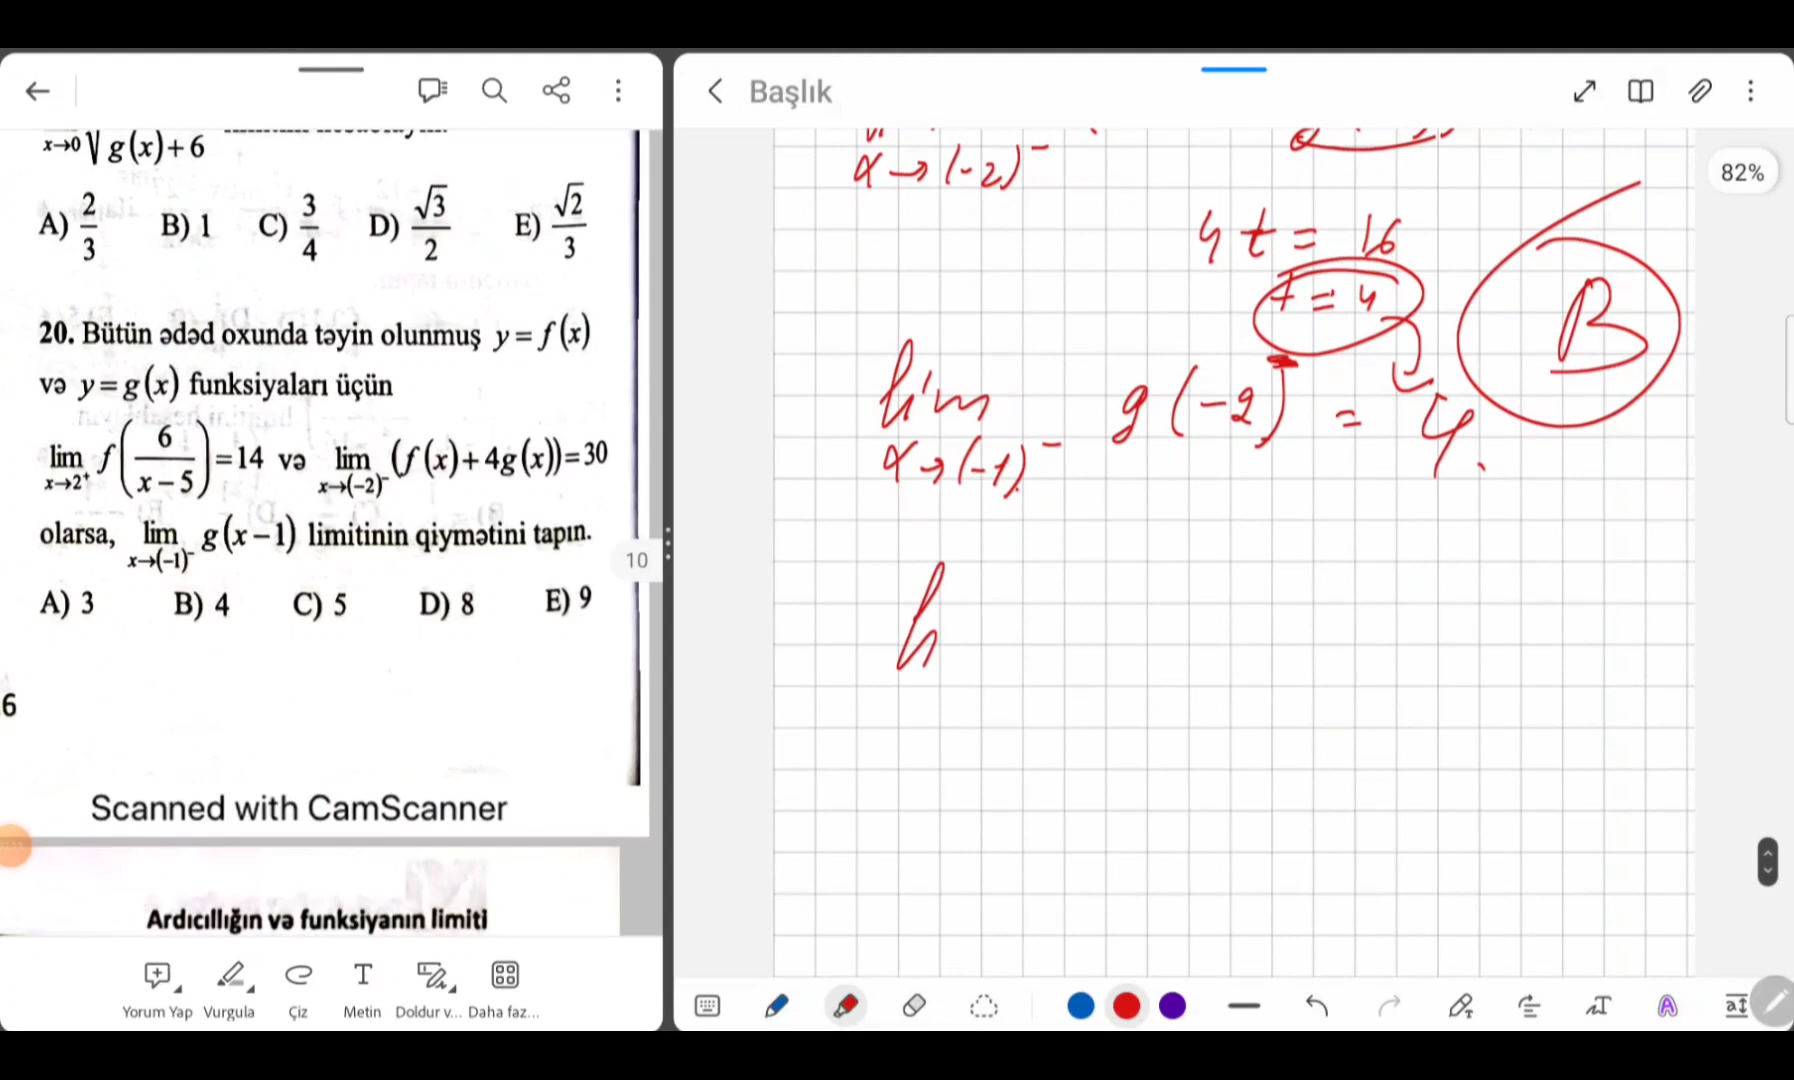 Başlık
82%
x→0 √g(x)+6
A) 2/3 B) 1 C) 3/4 D) √3/2 E) √2/3
20. Bütün ədəd oxunda təyin olunmuş y=f(x)
və y=g(x) funksiyaları üçün
lim x→2⁺ f(6/(x−5))=14 və lim x→(−2)⁻ (f(x)+4g(x))=30
olarsa, lim x→(−1)⁻ g(x−1) limitinin qiymətini tapın.
A) 3 B) 4 C) 5 D) 8 E) 9
10
6
Scanned with CamScanner
Ardıcıllığın və funksiyanın limiti
Yorum Yap Vurgula Çiz Metin Doldur v... Daha faz...
x→(-2)⁻
4t = 16
t = 4
B
lim x→(-1)⁻ g(-2)⁻ = 4.